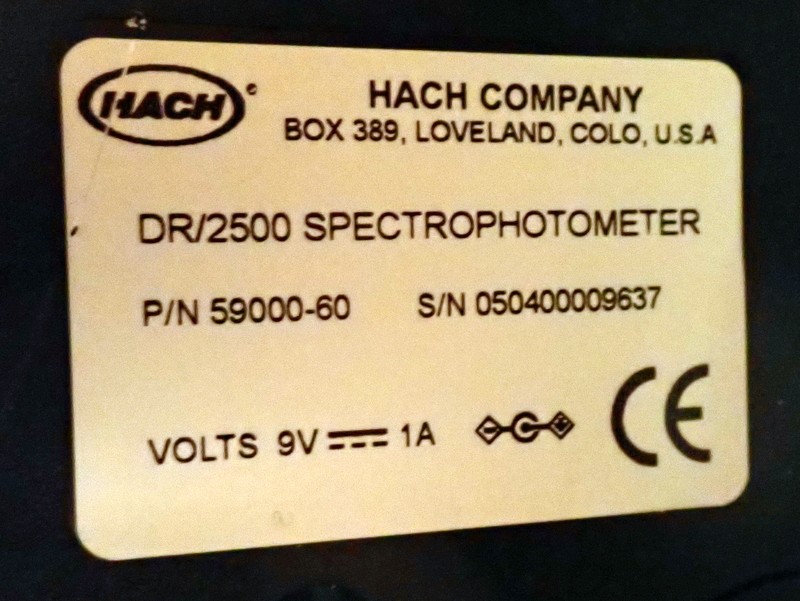 HACH®
HACH COMPANY
BOX 389, LOVELAND, COLO, U.S.A
DR/2500 SPECTROPHOTOMETER
P/N 59000-60 S/N 050400009637
VOLTS 9V ⎓ 1A - + CE